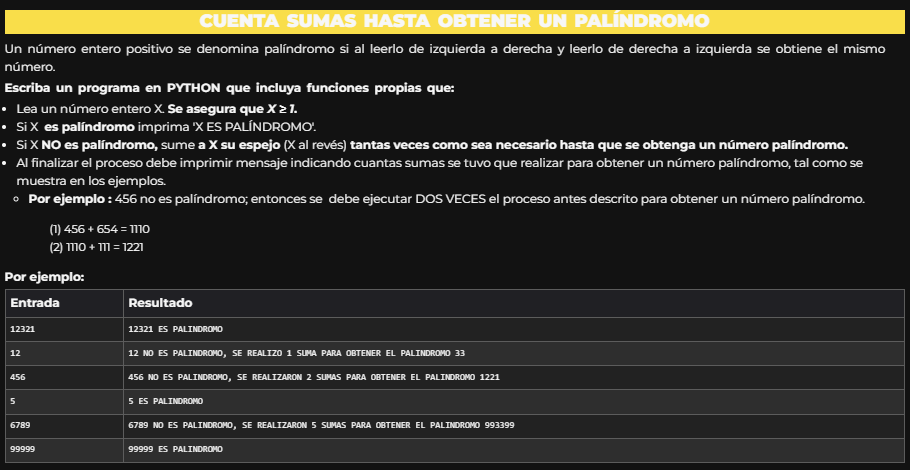 CUENTA SUMAS HASTA OBTENER UN PALÍNDROMO
Un número entero positivo se denomina palíndromo si al leerlo de izquierda a derecha y leerlo de derecha a izquierda se obtiene el mismo
número.
Escriba un programa en PYTHON que incluya funciones propias que:
• Lea un número entero X. Se asegura que X ≥ 1.
• Si X es palíndromo imprima 'X ES PALÍNDROMO'.
• Si X NO es palíndromo, sume a X su espejo (X al revés) tantas veces como sea necesario hasta que se obtenga un número palíndromo.
• Al finalizar el proceso debe imprimir mensaje indicando cuantas sumas se tuvo que realizar para obtener un número palíndromo, tal como se
muestra en los ejemplos.
○ Por ejemplo : 456 no es palíndromo; entonces se debe ejecutar DOS VECES el proceso antes descrito para obtener un número palíndromo.
(1) 456 + 654 = 1110
(2) 1110 + 111 = 1221
Por ejemplo:
Entrada Resultado
12321 12321 ES PALINDROMO
12 12 NO ES PALINDROMO, SE REALIZO 1 SUMA PARA OBTENER EL PALINDROMO 33
456 456 NO ES PALINDROMO, SE REALIZARON 2 SUMAS PARA OBTENER EL PALINDROMO 1221
5 5 ES PALINDROMO
6789 6789 NO ES PALINDROMO, SE REALIZARON 5 SUMAS PARA OBTENER EL PALINDROMO 993399
99999 99999 ES PALINDROMO